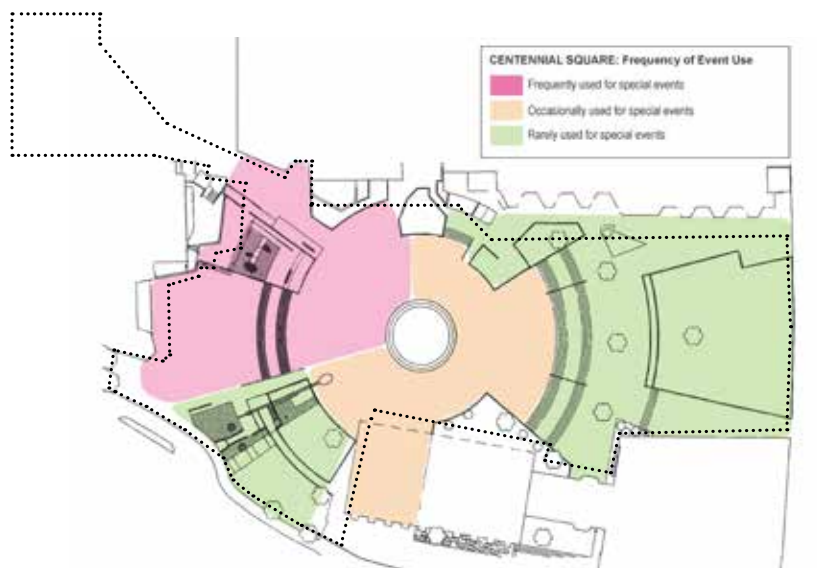 CENTENNIAL SQUARE: Frequency of Event Use
Frequently used for special events
Occasionally used for special events
Rarely used for special events